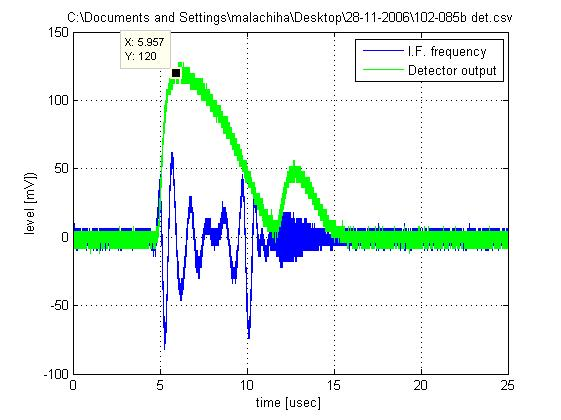 C:\Documents and Settings\malachiha\Desktop\28-11-2006\102-085b det.csv
150
X: 5.957
Y: 120
I.F. frequency
Detector output
100
50
0
-50
-100
level [mV])
0 5 10 15 20 25
time [usec]